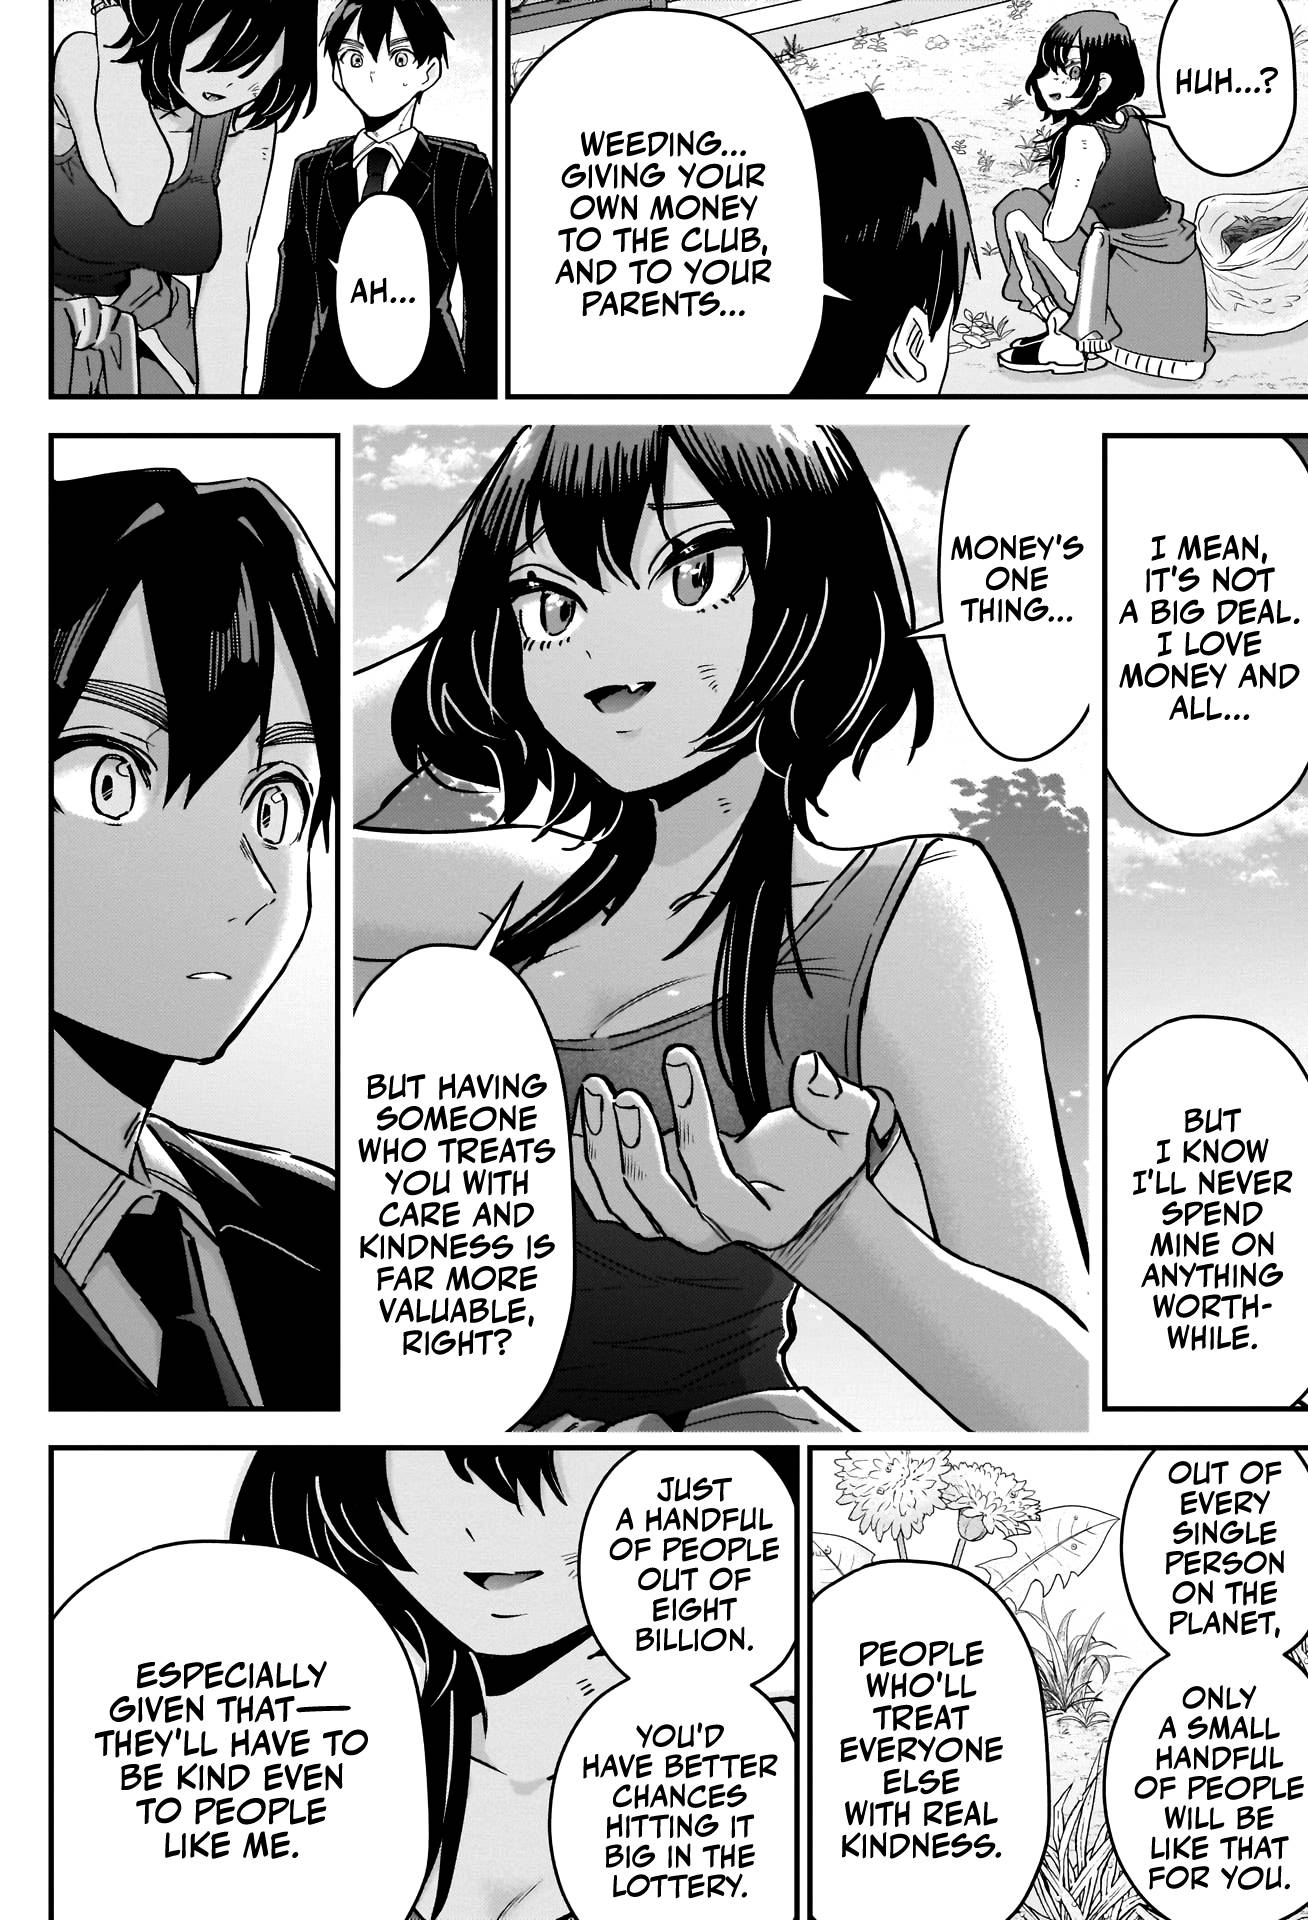 HUH...?
WEEDING...
GIVING YOUR
OWN MONEY
TO THE CLUB,
AND TO YOUR
PARENTS...
AH...
I MEAN,
IT'S NOT
A BIG DEAL.
I LOVE
MONEY AND
ALL...
BUT
I KNOW
I'LL NEVER
SPEND
MINE ON
ANYTHING
WORTH-
WHILE.
MONEY'S
ONE
THING...
BUT HAVING
SOMEONE
WHO TREATS
YOU WITH
CARE AND
KINDNESS IS
FAR MORE
VALUABLE,
RIGHT?
OUT OF
EVERY
SINGLE
PERSON
ON THE
PLANET,
ONLY
A SMALL
HANDFUL
OF PEOPLE
WILL BE
LIKE THAT
FOR YOU.
PEOPLE
WHO'LL
TREAT
EVERYONE
ELSE
WITH REAL
KINDNESS.
JUST
A HANDFUL
OF PEOPLE
OUT OF
EIGHT
BILLION.
YOU'D
HAVE BETTER
CHANCES
HITTING IT
BIG IN THE
LOTTERY.
ESPECIALLY
GIVEN THAT——
THEY'LL HAVE TO
BE KIND EVEN
TO PEOPLE
LIKE ME.